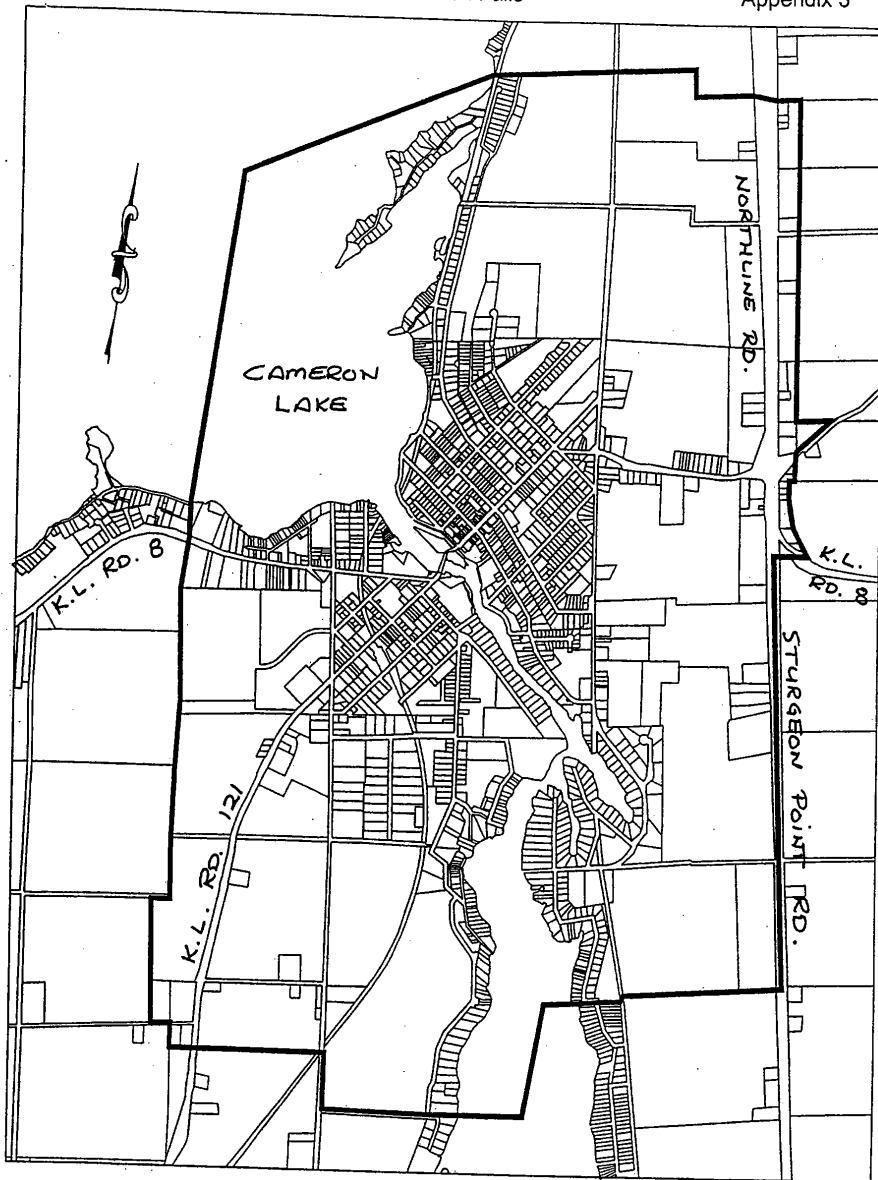 Appendix 3
NORTHLINE RD.
CAMERON
LAKE
K.L. RD. 8
K.L.
RD. 8
STURGEON POINT RD.
K.L. RD. 121